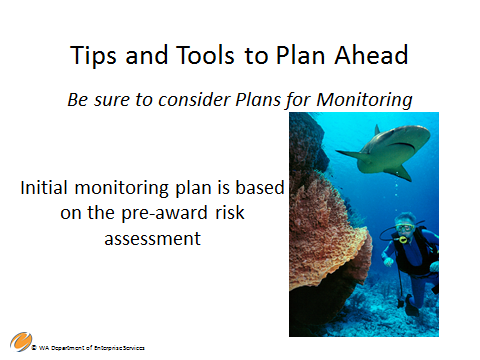 Tips and Tools to Plan Ahead
Be sure to consider Plans for Monitoring
Initial monitoring plan is based
on the pre-award risk
assessment
© WA Department of Enterprise Services